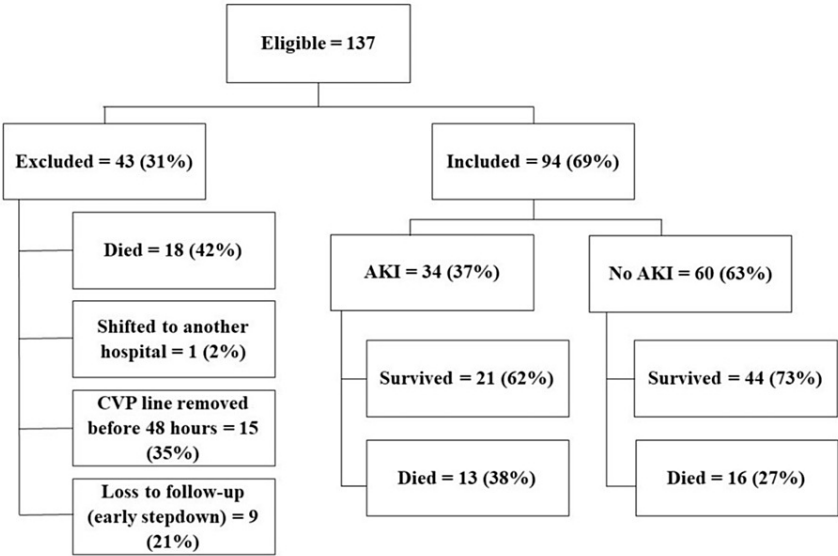 Eligible = 137
Excluded = 43 (31%)
Included = 94 (69%)
Died = 18 (42%)
Shifted to another
hospital = 1 (2%)
CVP line removed
before 48 hours = 15
(35%)
Loss to follow-up
(early stepdown) = 9
(21%)
AKI = 34 (37%)
No AKI = 60 (63%)
Survived = 21 (62%)
Died = 13 (38%)
Survived = 44 (73%)
Died = 16 (27%)